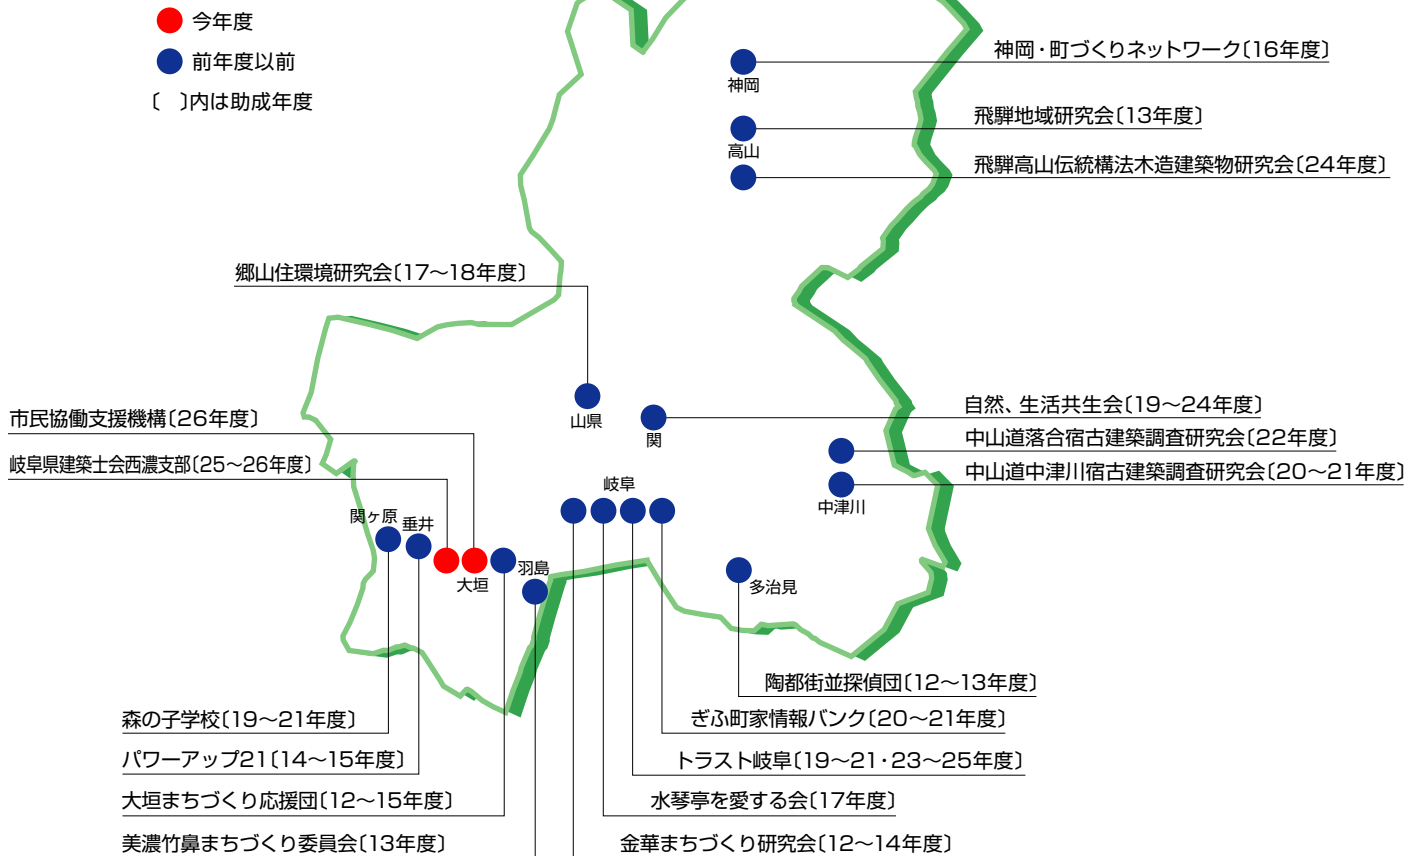 今年度
前年度以前
〔　〕内は助成年度
神岡・町づくりネットワーク〔16年度〕
神岡
飛騨地域研究会〔13年度〕
高山
飛騨高山伝統構法木造建築物研究会〔24年度〕
郷山住環境研究会〔17〜18年度〕
山県
自然、生活共生会〔19〜24年度〕
関
市民協働支援機構〔26年度〕
中山道落合宿古建築調査研究会〔22年度〕
岐阜県建築士会西濃支部〔25〜26年度〕
中山道中津川宿古建築調査研究会〔20〜21年度〕
岐阜
中津川
関ヶ原
垂井
大垣
羽島
多治見
陶都街並探偵団〔12〜13年度〕
森の子学校〔19〜21年度〕
ぎふ町家情報バンク〔20〜21年度〕
パワーアップ21〔14〜15年度〕
トラスト岐阜〔19〜21・23〜25年度〕
大垣まちづくり応援団〔12〜15年度〕
水琴亭を愛する会〔17年度〕
美濃竹鼻まちづくり委員会〔13年度〕
金華まちづくり研究会〔12〜14年度〕